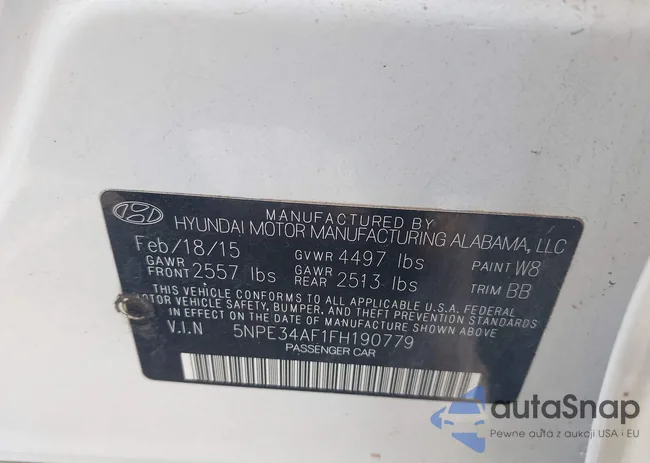 MANUFACTURED BY
HYUNDAI MOTOR MANUFACTURING ALABAMA, LLC
Feb/18/15 GVWR 4497 lbs PAINT W8
GAWR FRONT 2557 lbs GAWR REAR 2513 lbs TRIM BB
THIS VEHICLE CONFORMS TO ALL APPLICABLE U.S. FEDERAL
MOTOR VEHICLE SAFETY, BUMPER, AND THEFT PREVENTION STANDARDS
IN EFFECT ON THE DATE OF MANUFACTURE SHOWN ABOVE.
V.I.N 5NPE34AF1FH190779
PASSENGER CAR
autaSnap
Pewne auta z aukcji USA i EU